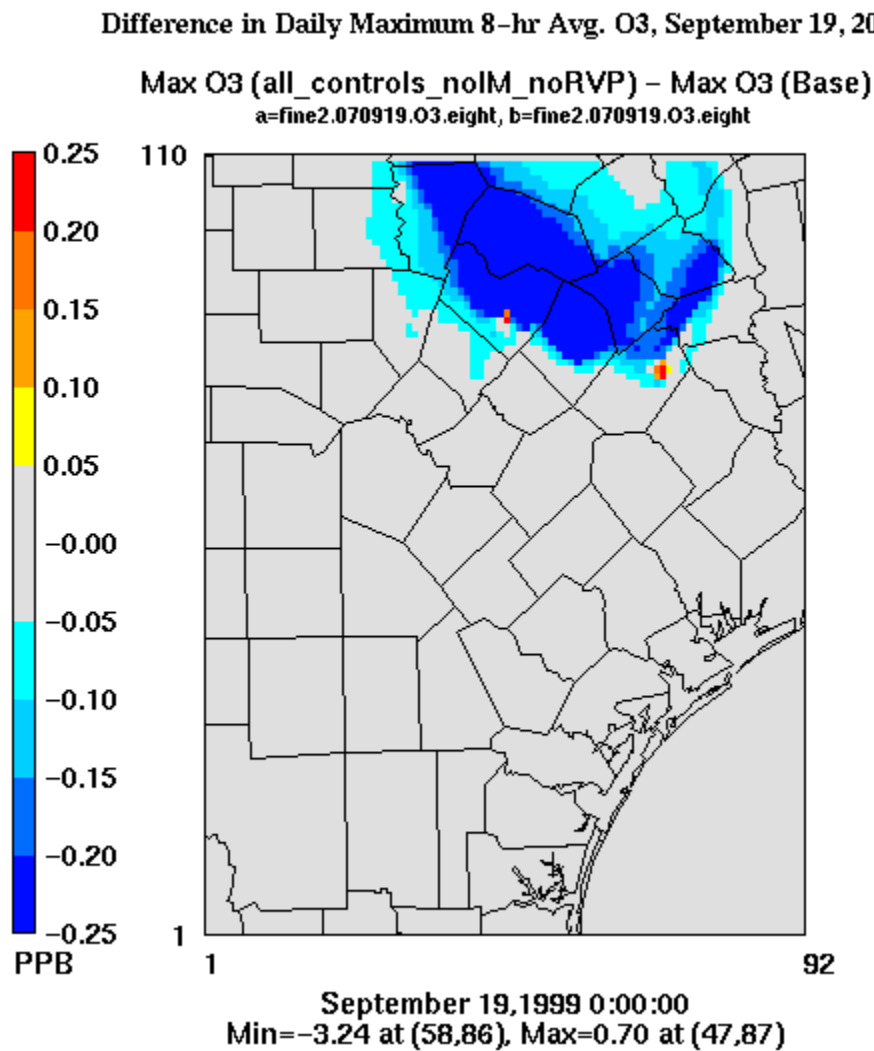 Difference in Daily Maximum 8-hr Avg. O3, September 19, 20
Max O3 (all_controls_noIM_noRVP) - Max O3 (Base)
a=fine2.070919.O3.eight, b=fine2.070919.O3.eight
0.25
0.20
0.15
0.10
0.05
-0.00
-0.05
-0.10
-0.15
-0.20
-0.25
PPB
110
1
1
92
September 19,1999 0:00:00
Min=-3.24 at (58,86), Max=0.70 at (47,87)